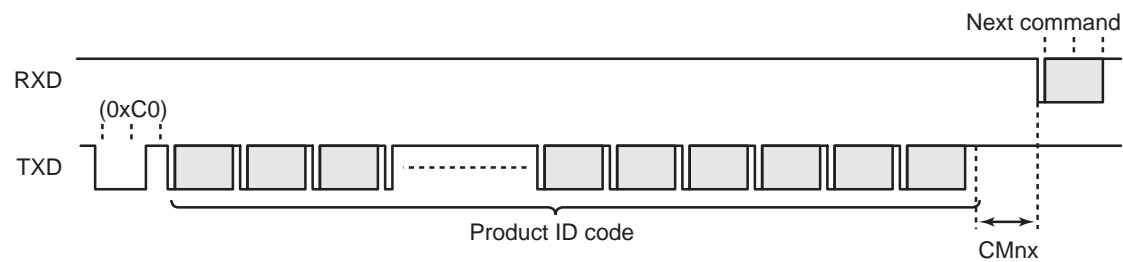 Next command
RXD
(0xC0)
TXD
Product ID code
CMnx